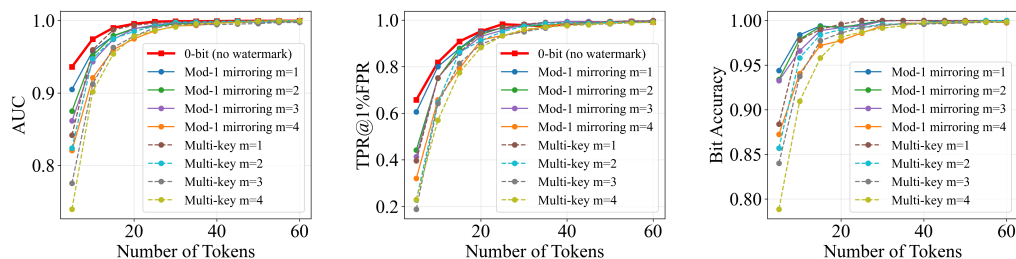 AUC
1.0
0.9
0.8
0-bit (no watermark)
Mod-1 mirroring m=1
Mod-1 mirroring m=2
Mod-1 mirroring m=3
Mod-1 mirroring m=4
Multi-key m=1
Multi-key m=2
Multi-key m=3
Multi-key m=4
20
40
60
Number of Tokens
TPR@1%FPR
1.0
0.8
0.6
0.4
0.2
0-bit (no watermark)
Mod-1 mirroring m=1
Mod-1 mirroring m=2
Mod-1 mirroring m=3
Mod-1 mirroring m=4
Multi-key m=1
Multi-key m=2
Multi-key m=3
Multi-key m=4
20
40
60
Number of Tokens
Bit Accuracy
1.00
0.95
0.90
0.85
0.80
Mod-1 mirroring m=1
Mod-1 mirroring m=2
Mod-1 mirroring m=3
Mod-1 mirroring m=4
Multi-key m=1
Multi-key m=2
Multi-key m=3
Multi-key m=4
20
40
60
Number of Tokens